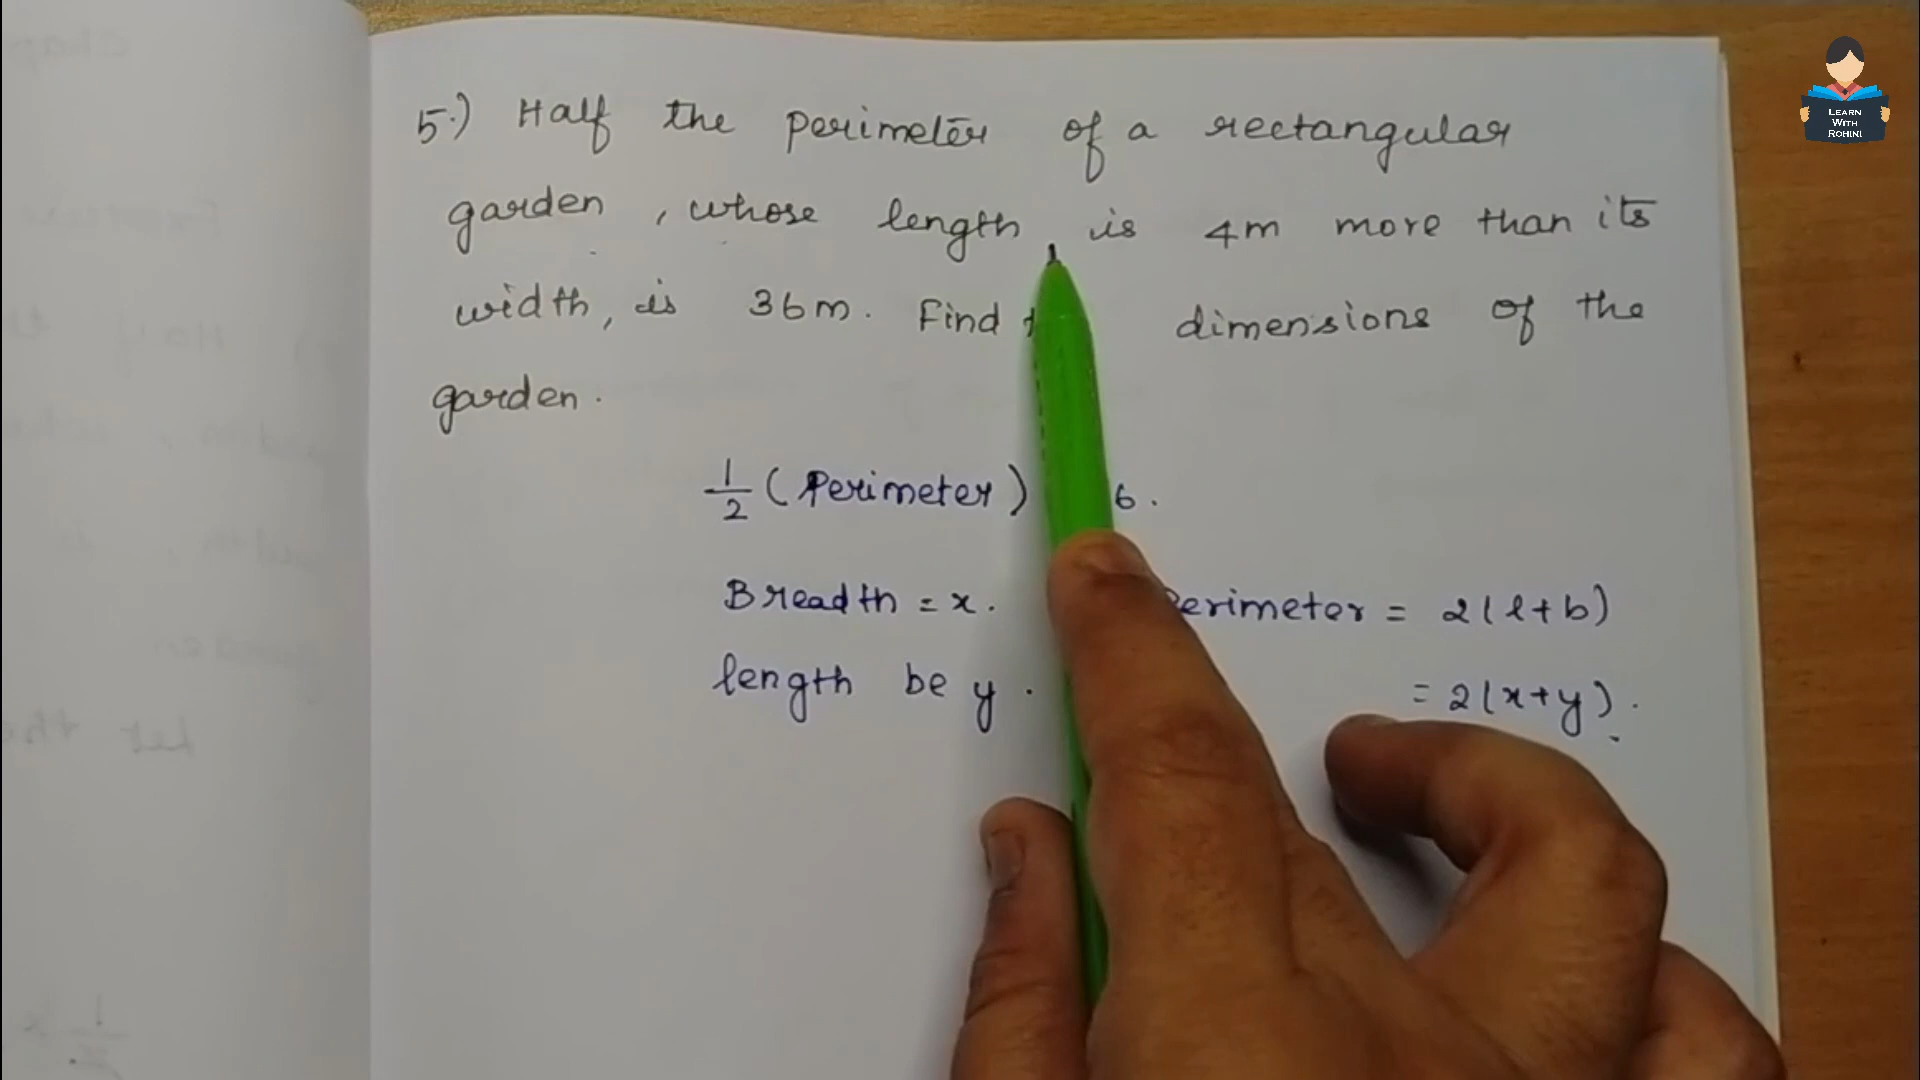 5.) Half the perimeter of a rectangular
garden, whose length is 4m more than its
width, is 36m. Find dimensions of the
garden.
1/2 (Perimeter) 6.
Breadth = x. Perimeter = 2(l+b)
length be y. = 2(x+y).
LEARN
WITH
ROHINI